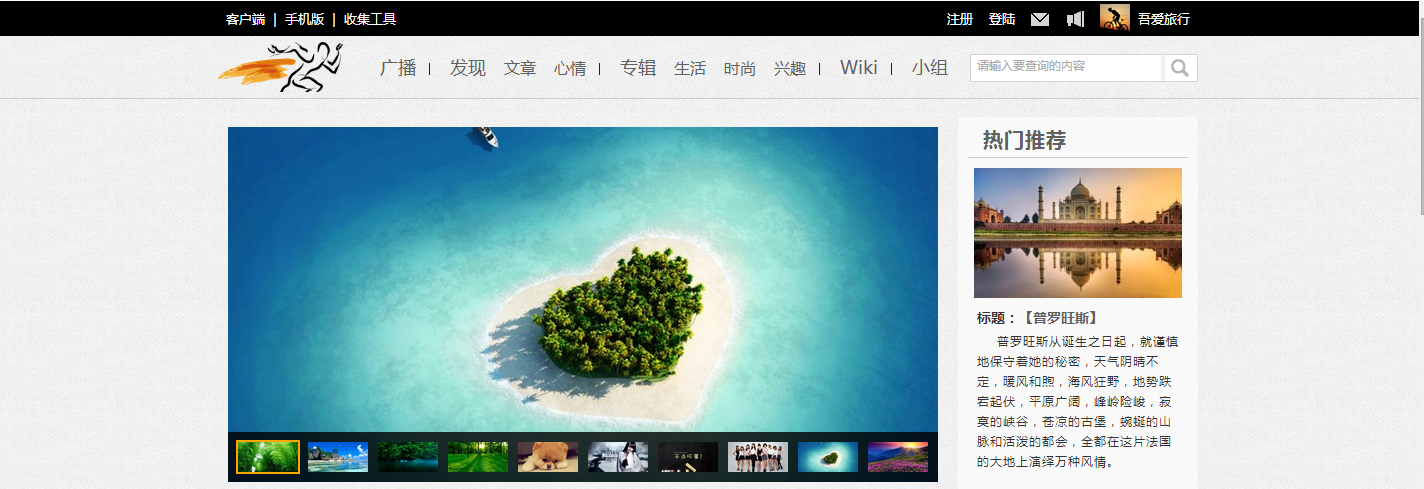 客户端 | 手机版 | 收集工具
注册 登陆 吾爱旅行
广播 | 发现 文章 心情 | 专辑 生活 时尚 兴趣 | Wiki | 小组
请输入要查询的内容
热门推荐
标题：【普罗旺斯】
普罗旺斯从诞生之日起，就谨慎
地保守着她的秘密，天气阴晴不
定，暖风和煦，海风狂野，地势跌
宕起伏，平原广阔，峰岭险峻，寂
寞的峡谷，苍凉的古堡，蜿蜒的山
脉和活泼的都会，全都在这片法国
的大地上演绎万种风情。